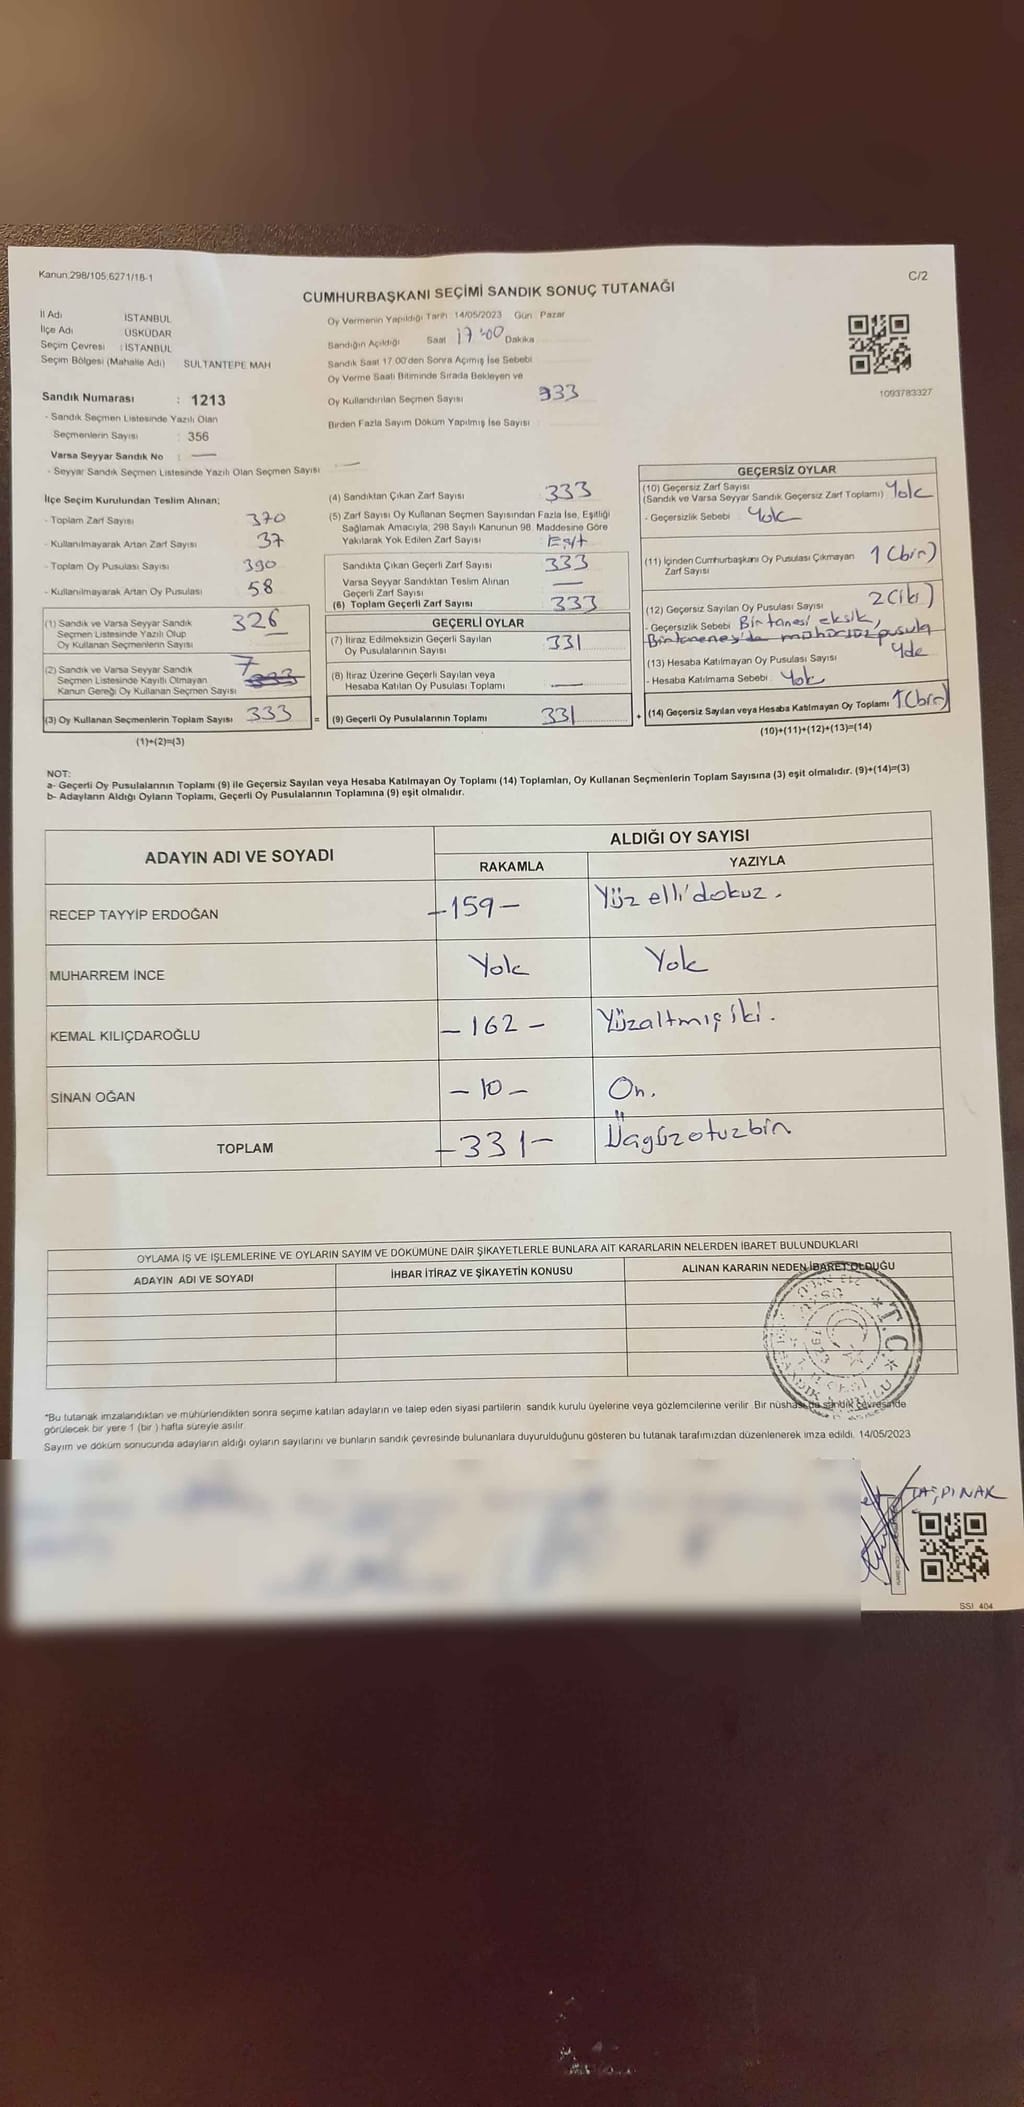 Kanun.298/105,6271/18-1
C/2
CUMHURBAŞKANI SEÇİMİ SANDIK SONUÇ TUTANAĞI
İl Adı İSTANBUL
İlçe Adı ÜSKÜDAR
Seçim Çevresi : İSTANBUL
Seçim Bölgesi (Mahalle Adı) SULTANTEPE MAH
Sandık Numarası : 1213
- Sandık Seçmen Listesinde Yazılı Olan
Seçmenlerin Sayısı : 356
Varsa Seyyar Sandık No : —
- Seyyar Sandık Seçmen Listesinde Yazılı Olan Seçmen Sayısı : —
Oy Vermenin Yapıldığı Tarih : 14/05/2023 Gün : Pazar
Sandığın Açıldığı Saat 17:00 Dakika
Sandık Saat 17.00'den Sonra Açımış İse Sebebi
Oy Verme Saati Bitiminde Sırada Bekleyen ve
Oy Kullandırılan Seçmen Sayısı 333
Birden Fazla Sayım Döküm Yapılmış İse Sayısı
1093783327
İlçe Seçim Kurulundan Teslim Alınan;
- Toplam Zarf Sayısı 370
- Kullanılmayarak Artan Zarf Sayısı 37
- Toplam Oy Pusulası Sayısı 390
- Kullanılmayarak Artan Oy Pusulası 58
(1) Sandık ve Varsa Seyyar Sandık
Seçmen Listesinde Yazılı Olup
Oy Kullanan Seçmenlerin Sayısı 326
(2) Sandık ve Varsa Seyyar Sandık
Seçmen Listesinde Kayıtlı Olmayan
Kanun Gereği Oy Kullanan Seçmen Sayısı 7 333
(3) Oy Kullanan Seçmenlerin Toplam Sayısı 333 =
(1)+(2)=(3)
(4) Sandıktan Çıkan Zarf Sayısı 333
(5) Zarf Sayısı Oy Kullanan Seçmen Sayısından Fazla İse, Eşitliği
Sağlamak Amacıyla, 298 Sayılı Kanunun 98. Maddesine Göre
Yakılarak Yok Edilen Zarf Sayısı Eşit
Sandıkta Çıkan Geçerli Zarf Sayısı 333
Varsa Seyyar Sandıktan Teslim Alınan
Geçerli Zarf Sayısı —
(6) Toplam Geçerli Zarf Sayısı 333
GEÇERLİ OYLAR
(7) İtiraz Edilmeksizin Geçerli Sayılan
Oy Pusulalarının Sayısı 331
(8) İtiraz Üzerine Geçerli Sayılan veya
Hesaba Katılan Oy Pusulası Toplamı —
(9) Geçerli Oy Pusulalarının Toplamı 331 +
GEÇERSİZ OYLAR
(10) Geçersiz Zarf Sayısı
(Sandık ve Varsa Seyyar Sandık Geçersiz Zarf Toplamı) Yok
- Geçersizlik Sebebi : Yok
(11) İçinden Cumhurbaşkanı Oy Pusulası Çıkmayan
Zarf Sayısı 1 (bir)
(12) Geçersiz Sayılan Oy Pusulası Sayısı 2 (iki)
- Geçersizlik Sebebi Bir tanesi eksik,
pusula
(13) Hesaba Katılmayan Oy Pusulası Sayısı
- Hesaba Katılmama Sebebi : Yok
(14) Geçersiz Sayılan veya Hesaba Katılmayan Oy Toplamı 1 (bir)
(10)+(11)+(12)+(13)=(14)
NOT:
a- Geçerli Oy Pusulalarının Toplamı (9) ile Geçersiz Sayılan veya Hesaba Katılmayan Oy Toplamı (14) Toplamları, Oy Kullanan Seçmenlerin Toplam Sayısına (3) eşit olmalıdır. (9)+(14)=(3)
b- Adayların Aldığı Oyların Toplamı, Geçerli Oy Pusulalarının Toplamına (9) eşit olmalıdır.
ADAYIN ADI VE SOYADI
ALDIĞI OY SAYISI
RAKAMLA YAZIYLA
RECEP TAYYİP ERDOĞAN -159- Yüz elli dokuz.
MUHARREM İNCE Yok Yok
KEMAL KILIÇDAROĞLU -162- Yüzaltmış iki.
SİNAN OĞAN -10- On.
TOPLAM -331- Üçyüzotuzbir
OYLAMA İŞ VE İŞLEMLERİNE VE OYLARIN SAYIM VE DÖKÜMÜNE DAİR ŞİKAYETLERLE BUNLARA AİT KARARLARIN NELERDEN İBARET BULUNDUKLARI
ADAYIN ADI VE SOYADI İHBAR İTİRAZ VE ŞİKAYETİN KONUSU ALINAN KARARIN NEDEN İBARET OLDUĞU
T.C.
*Bu tutanak imzalandıktan ve mühürlendikten sonra seçime katılan adayların ve talep eden siyasi partilerin sandık kurulu üyelerine veya gözlemcilerine verilir. Bir nüshası da sandık çevresinde
görülecek bir yere 1 (bir ) hafta süreyle asılır.
Sayım ve döküm sonucunda adayların aldığı oyların sayılarını ve bunların sandık çevresinde bulunanlara duyurulduğunu gösteren bu tutanak tarafımızdan düzenlenerek imza edildi. 14/05/2023
TAŞPINAR
SSI_404